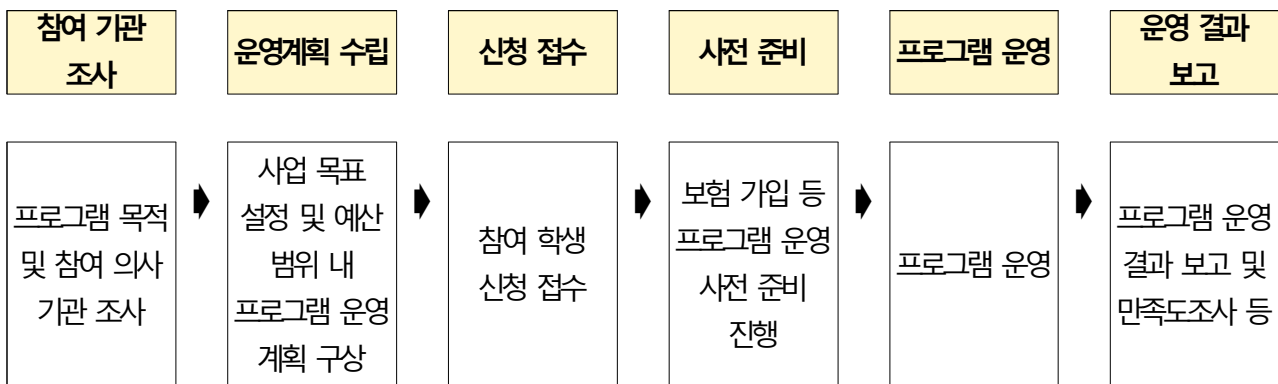 참여 기관
조사
운영계획 수립
신청 접수
사전 준비
프로그램 운영
운영 결과
보고
프로그램 목적
및 참여 의사
기관 조사
사업 목표
설정 및 예산
범위 내
프로그램 운영
계획 구상
참여 학생
신청 접수
보험 가입 등
프로그램 운영
사전 준비
진행
프로그램 운영
프로그램 운영
결과 보고 및
만족도조사 등